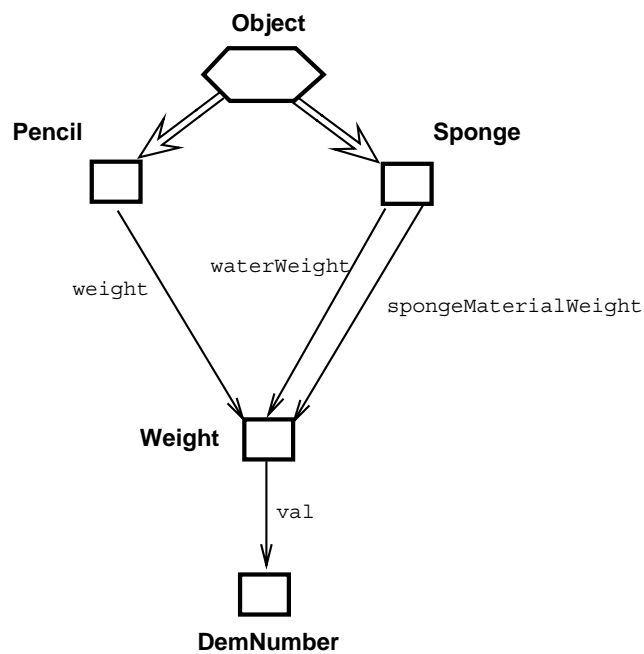 Object
Pencil
Sponge
waterWeight
weight
spongeMaterialWeight
Weight
val
DemNumber